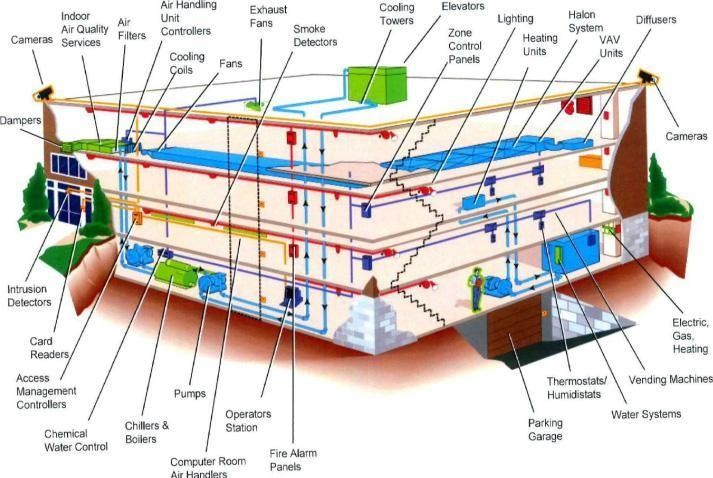 Cameras
Indoor
Air Quality
Services
Air
Filters
Air Handling
Unit
Controllers
Cooling
Coils
Fans
Exhaust
Fans
Smoke
Detectors
Cooling
Towers
Elevators
Zone
Control
Panels
Lighting
Heating
Units
Halon
System
VAV
Units
Diffusers
Dampers
Cameras
Intrusion
Detectors
Card
Readers
Access
Management
Controllers
Chemical
Water Control
Chillers &
Boilers
Pumps
Computer Room
Air Handlers
Operators
Station
Fire Alarm
Panels
Parking
Garage
Thermostats/
Humidistats
Water Systems
Vending Machines
Electric,
Gas,
Heating